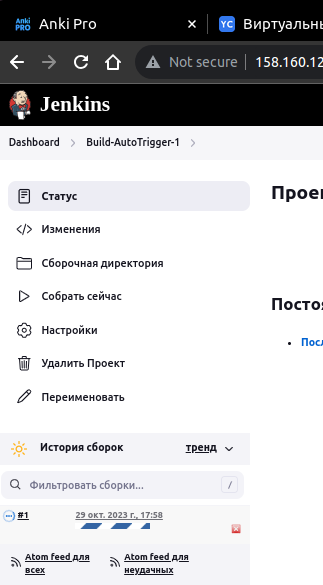 Anki PRO
Anki Pro
YC
Виртуальны
Not secure
158.160.12
Jenkins
Dashboard
Build-AutoTrigger-1
Статус
Изменения
Сборочная директория
Собрать сейчас
Настройки
Удалить Проект
Переименовать
История сборок
тренд
Фильтровать сборки...
/
#1
29 окт. 2023 г., 17:58
Atom feed для
всех
Atom feed для
неудачных
Проек
Постоя
Посл